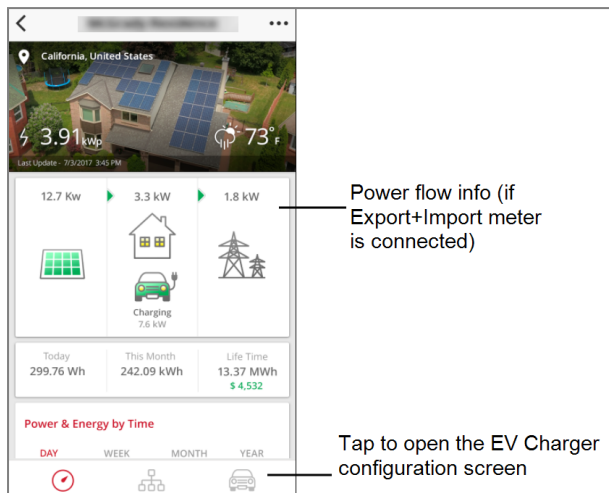 California, United States
3.91 kWp
73°F
Last Update - 7/3/2017 3:45 PM
12.7 Kw
3.3 kW
1.8 kW
Power flow info (if
Export+Import meter
is connected)
Charging
7.6 kW
Today
This Month
Life Time
299.76 Wh
242.09 kWh
13.37 MWh
$ 4,532
Power & Energy by Time
DAY
WEEK
MONTH
YEAR
Tap to open the EV Charger
configuration screen